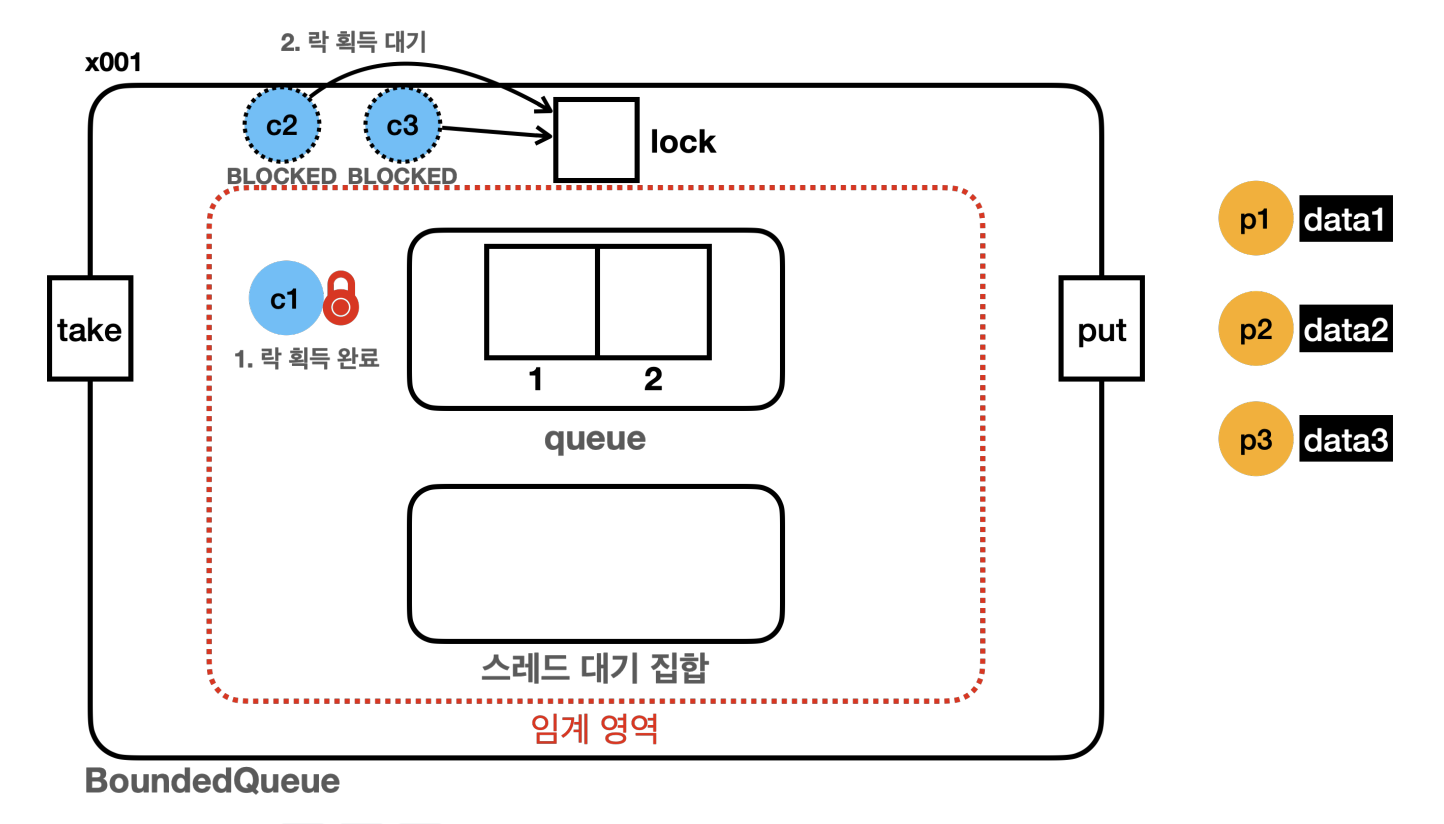 2. 락 획득 대기
x001
c2
c3
lock
BLOCKED BLOCKED
p1 data1
c1
take
put
p2 data2
1. 락 획득 완료
1 2
queue
p3 data3
스레드 대기 집합
임계 영역
BoundedQueue